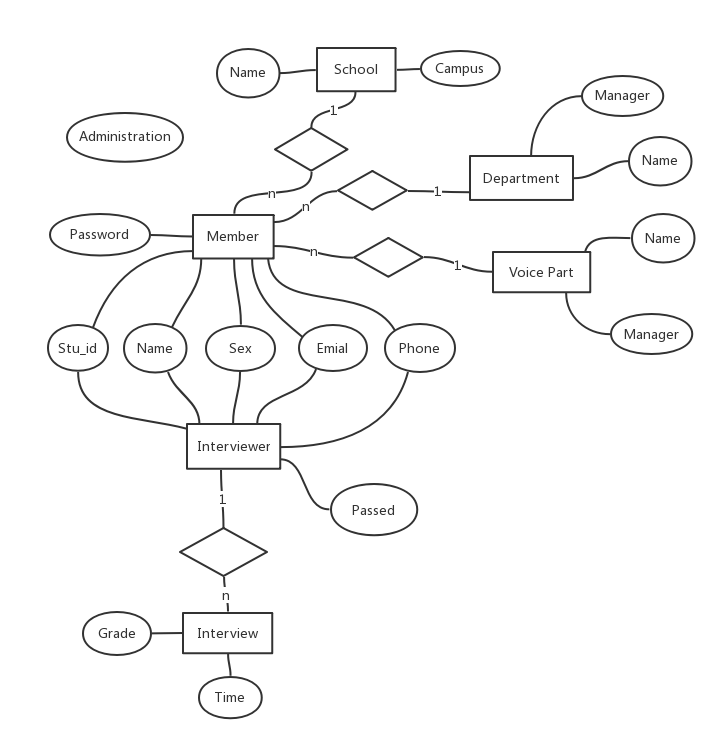 Name
School
Campus
1
Manager
Administration
Department
Name
n
n
1
Password
Member
n
1
Voice Part
Name
Manager
Stu_id
Name
Sex
Emial
Phone
Interviewer
1
Passed
n
Grade
Interview
Time